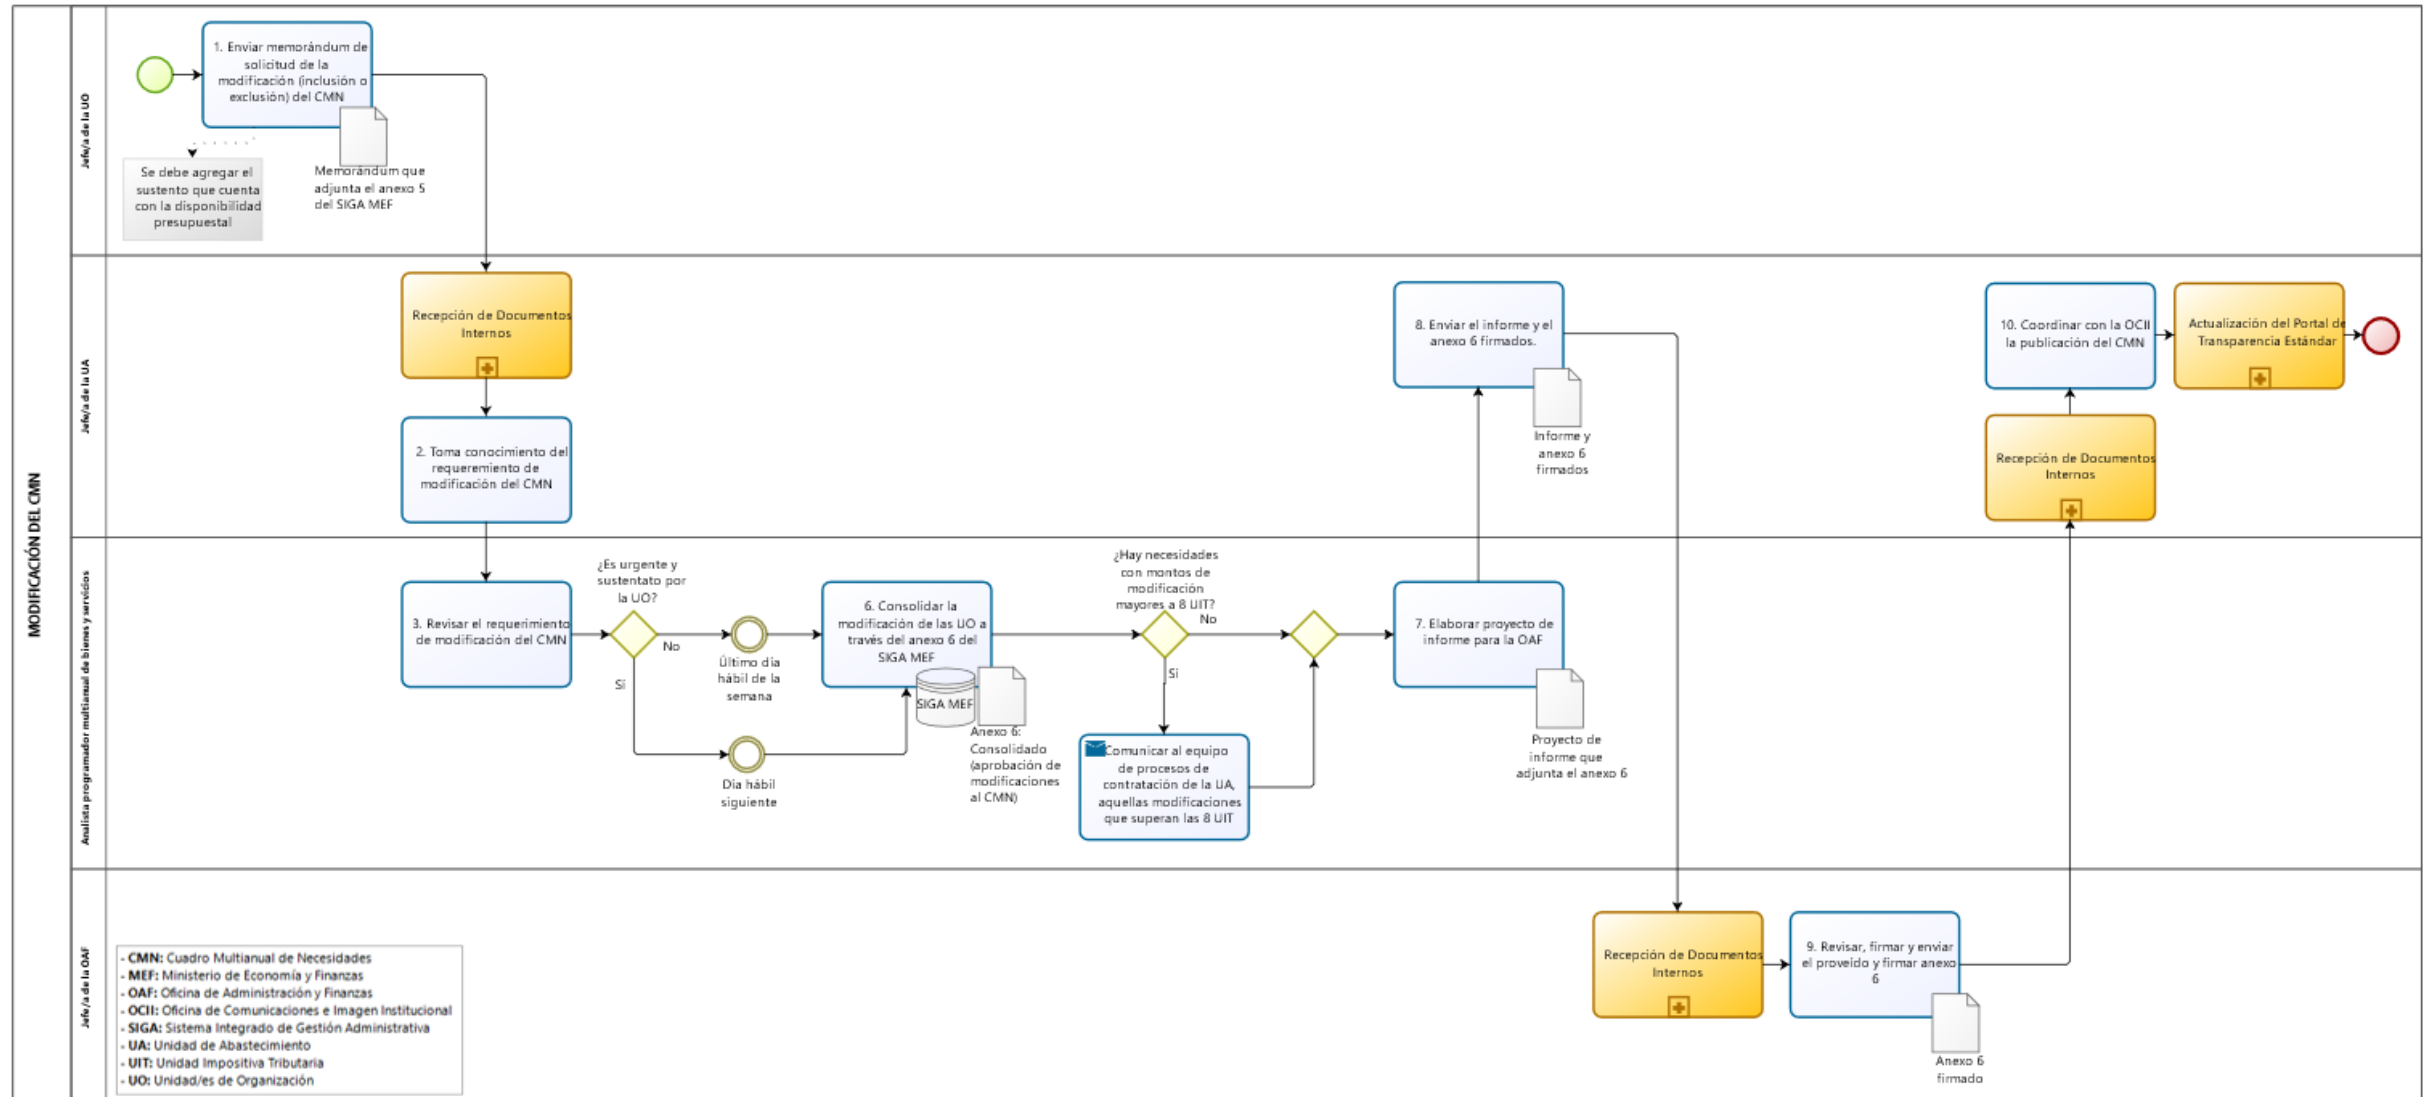 MODIFICACIÓN DEL CMN
Jefe/a de la UO
1. Enviar memorándum de
solicitud de la
modificación (inclusión o
exclusión) del CMN
Se debe agregar el
sustento que cuenta
con la disponibilidad
presupuestal
Memorándum que
adjunta el anexo 5
del SIGA MEF
Jefe/a de la UA
Recepción de Documentos
Internos
2. Toma conocimiento del
requeremiento de
modificación del CMN
8. Enviar el informe y el
anexo 6 firmados.
Informe y
anexo 6
firmados
10. Coordinar con la OCII
la publicación del CMN
Actualización del Portal de
Transparencia Estándar
Recepción de Documentos
Internos
Analista programador multianual de bienes y servicios
3. Revisar el requerimiento
de modificación del CMN
¿Es urgente y
sustentato por
la UO?
No
Sí
Último día
hábil de la
semana
Día hábil
siguiente
6. Consolidar la
modificación de las UO a
través del anexo 6 del
SIGA MEF
SIGA MEF
Anexo 6:
Consolidado
(aprobación de
modificaciones
al CMN)
¿Hay necesidades
con montos de
modificación
mayores a 8 UIT?
No
Sí
Comunicar al equipo
de procesos de
contratación de la UA,
aquellas modificaciones
que superan las 8 UIT
7. Elaborar proyecto de
informe para la OAF
Proyecto de
informe que
adjunta el anexo 6
Jefe/a de la OAF
Recepción de Documentos
Internos
9. Revisar, firmar y enviar
el proveído y firmar anexo
6
Anexo 6
firmado
- CMN: Cuadro Multianual de Necesidades
- MEF: Ministerio de Economía y Finanzas
- OAF: Oficina de Administración y Finanzas
- OCII: Oficina de Comunicaciones e Imagen Institucional
- SIGA: Sistema Integrado de Gestión Administrativa
- UA: Unidad de Abastecimiento
- UIT: Unidad Impositiva Tributaria
- UO: Unidad/es de Organización